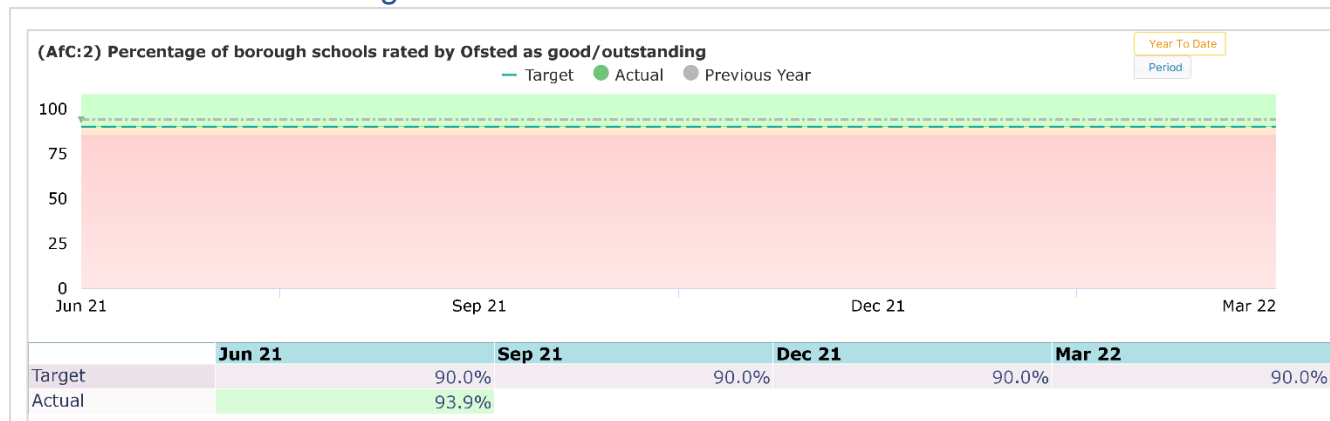 (AfC:2) Percentage of borough schools rated by Ofsted as good/outstanding
Year To Date
Period
Target Actual Previous Year
100
75
50
25
0
Jun 21 Sep 21 Dec 21 Mar 22
Jun 21 Sep 21 Dec 21 Mar 22
Target 90.0% 90.0% 90.0% 90.0%
Actual 93.9%